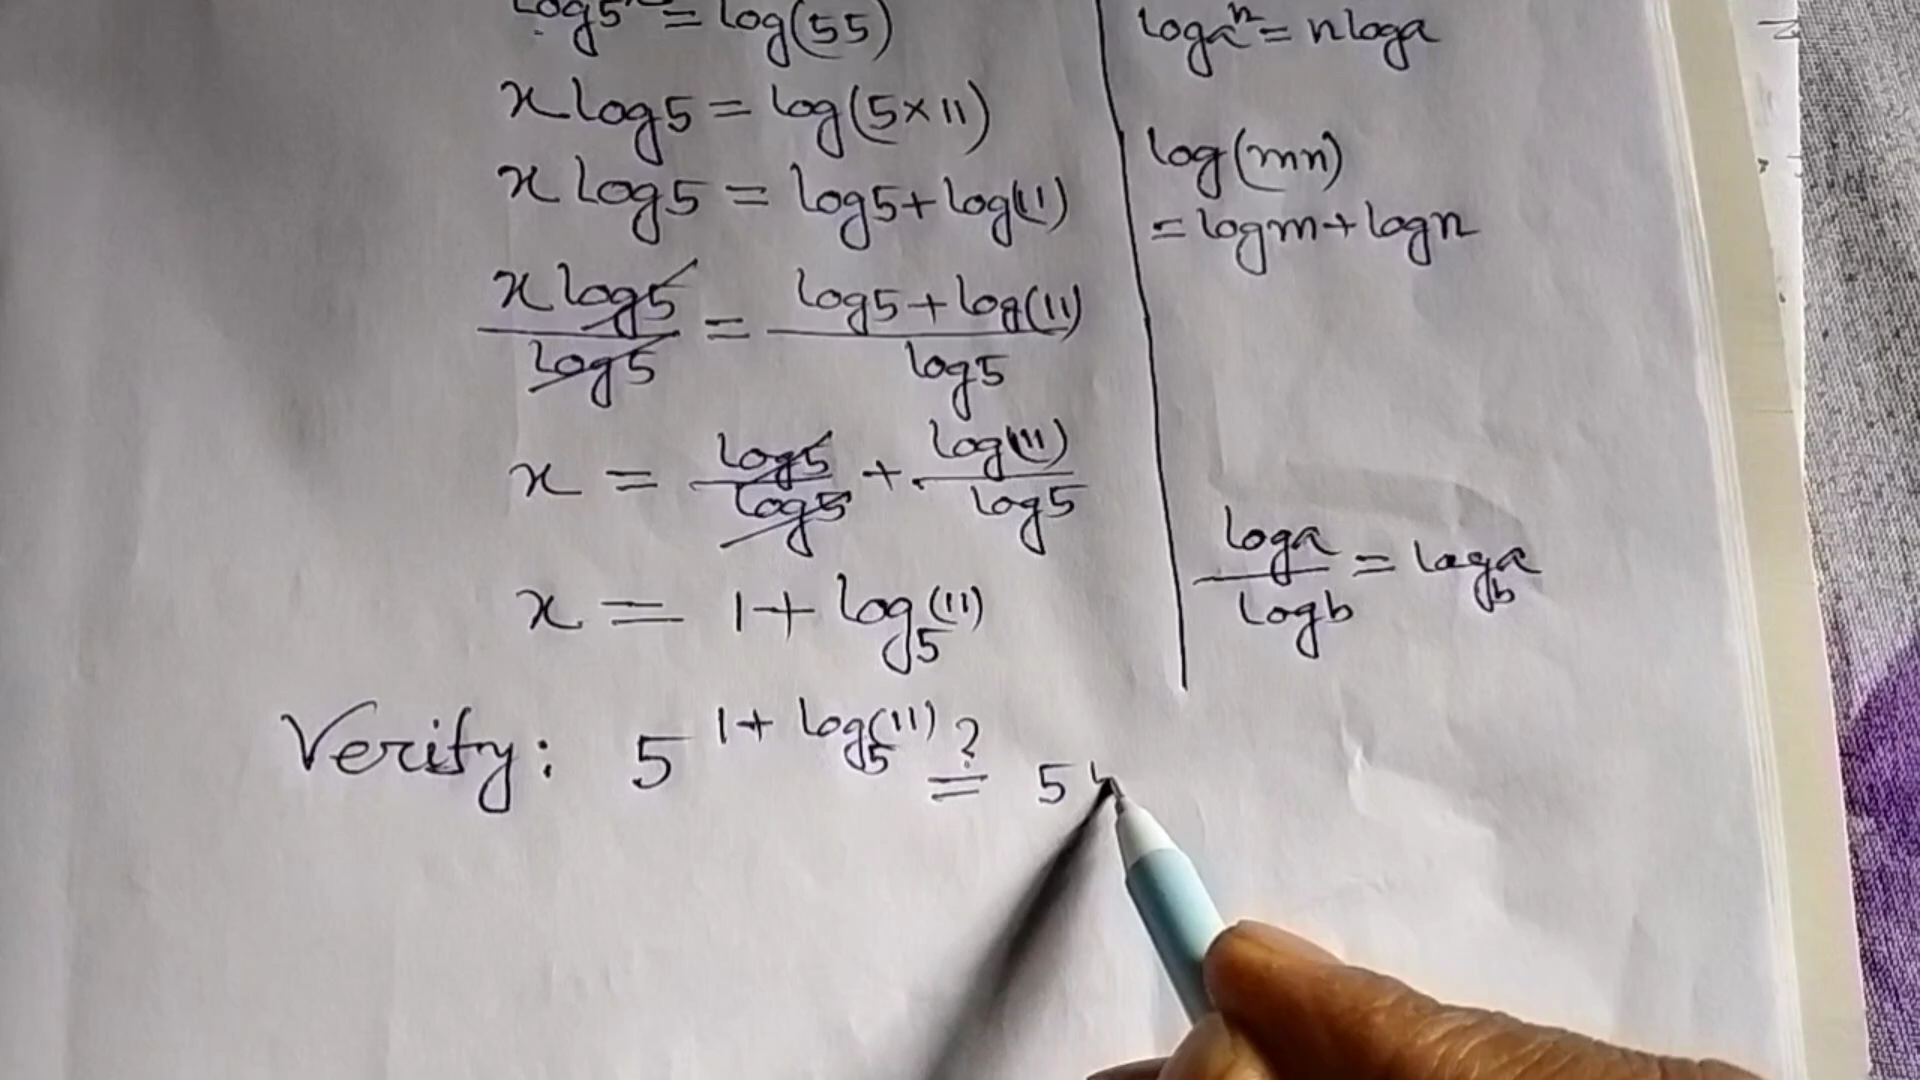 log5ˣ = log(55)
x log5 = log(5×11)
x log5 = log5 + log(11)
x log5 / log5 = log5 + log(11) / log5
x = log5 / log5 + log(11) / log5
x = 1 + log₅(11)
Verify: 5^(1 + log₅(11)) ?= 5
logaⁿ = n loga
log(mn)
= logm + logn
loga / logb = log_b a